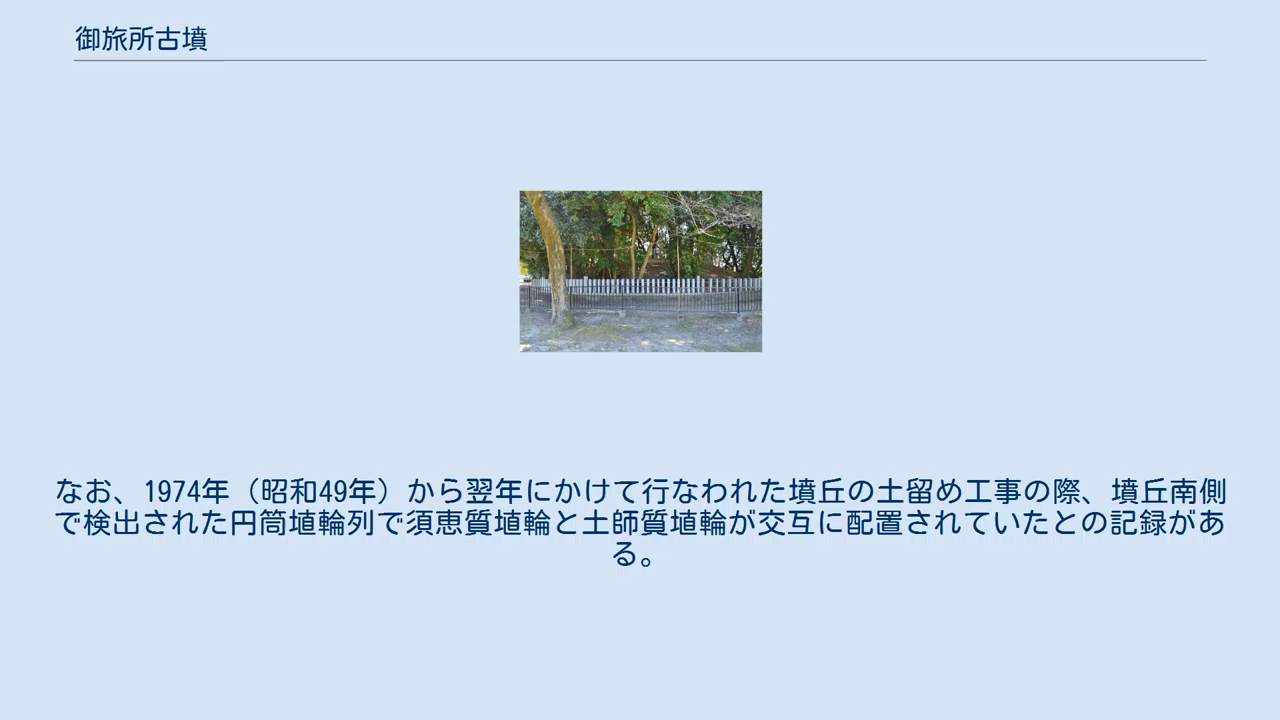 御旅所古墳
なお、1974年（昭和49年）から翌年にかけて行なわれた墳丘の土留め工事の際、墳丘南側
で検出された円筒埴輪列で須恵質埴輪と土師質埴輪が交互に配置されていたとの記録があ
る。